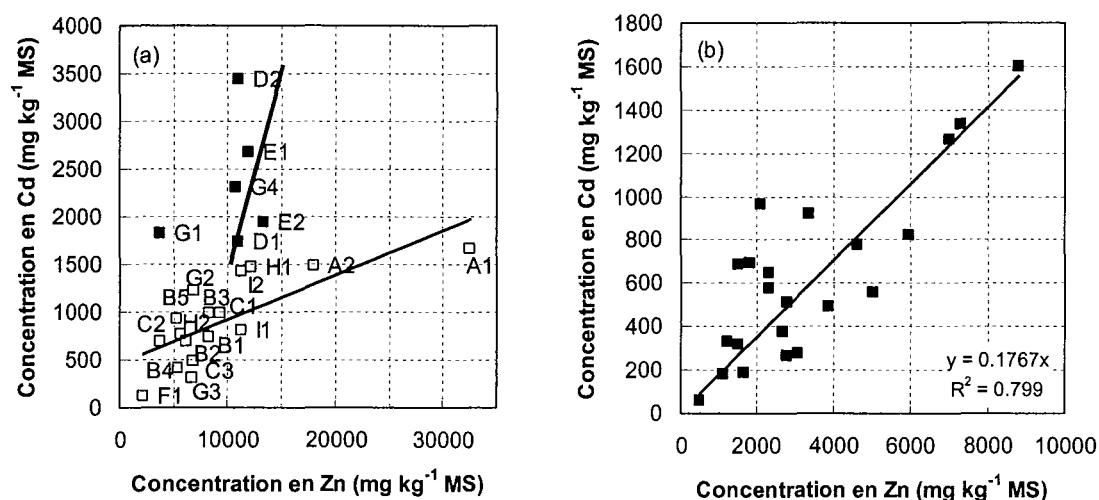 (a)
Concentration en Cd (mg kg⁻¹ MS)
4000
3500
3000
2500
2000
1500
1000
500
0
D2
E1
G4
E2
G1
D1
H1
A2
A1
I2
G2
B5
B3
C1
C2
H2
I1
B1
B2
B4
C3
F1
G3
0
10000
20000
30000
Concentration en Zn (mg kg⁻¹ MS)
(b)
Concentration en Cd (mg kg⁻¹ MS)
1800
1600
1400
1200
1000
800
600
400
200
0
y = 0.1767x
R² = 0.799
0
2000
4000
6000
8000
10000
Concentration en Zn (mg kg⁻¹ MS)